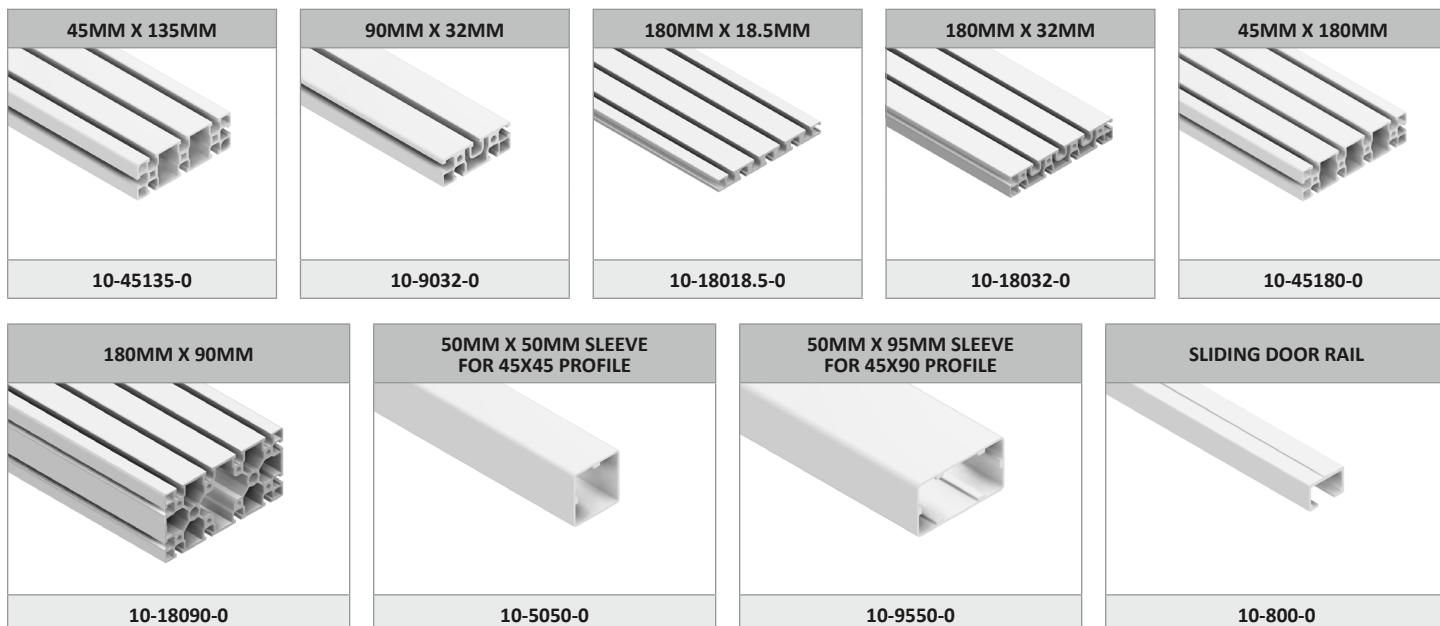 45MM X 135MM
90MM X 32MM
180MM X 18.5MM
180MM X 32MM
45MM X 180MM
10-45135-0
10-9032-0
10-18018.5-0
10-18032-0
10-45180-0
180MM X 90MM
50MM X 50MM SLEEVE
FOR 45X45 PROFILE
50MM X 95MM SLEEVE
FOR 45X90 PROFILE
SLIDING DOOR RAIL
10-18090-0
10-5050-0
10-9550-0
10-800-0